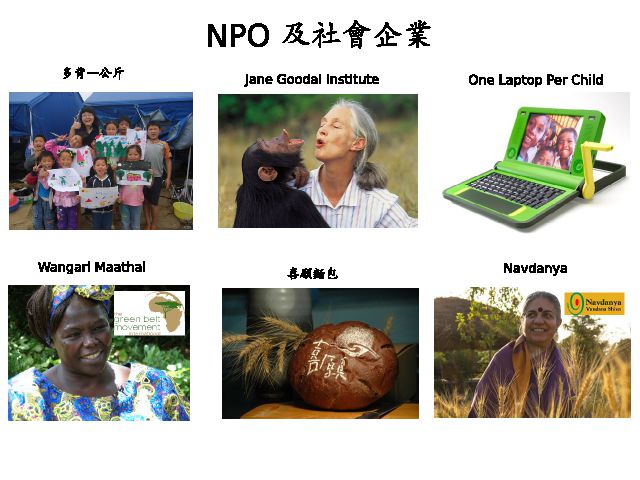 NPO 及社會企業
多背一公斤
Jane Goodal Institute
One Laptop Per Child
Wangari Maathai
the
green belt
movement
international
喜願麵包
喜願
Navdanya
Navdanya
Vandana Shiva